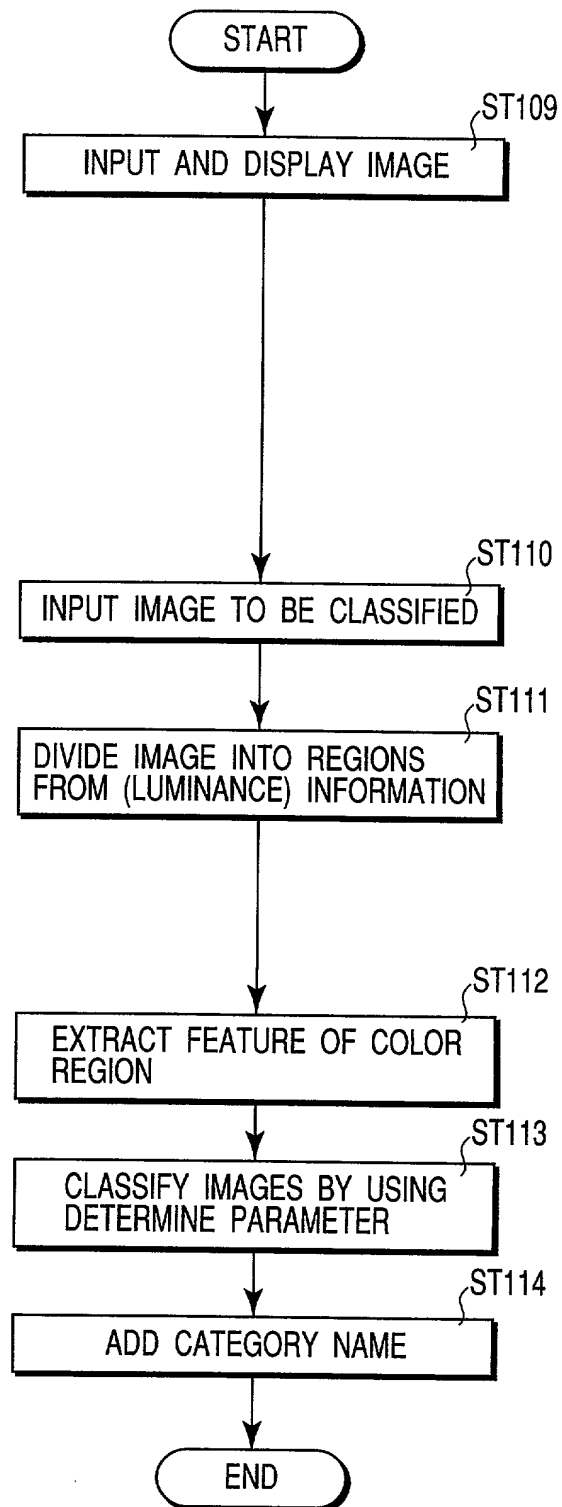 START
ST109
INPUT AND DISPLAY IMAGE
ST110
INPUT IMAGE TO BE CLASSIFIED
ST111
DIVIDE IMAGE INTO REGIONS
FROM (LUMINANCE) INFORMATION
ST112
EXTRACT FEATURE OF COLOR
REGION
ST113
CLASSIFY IMAGES BY USING
DETERMINE PARAMETER
ST114
ADD CATEGORY NAME
END